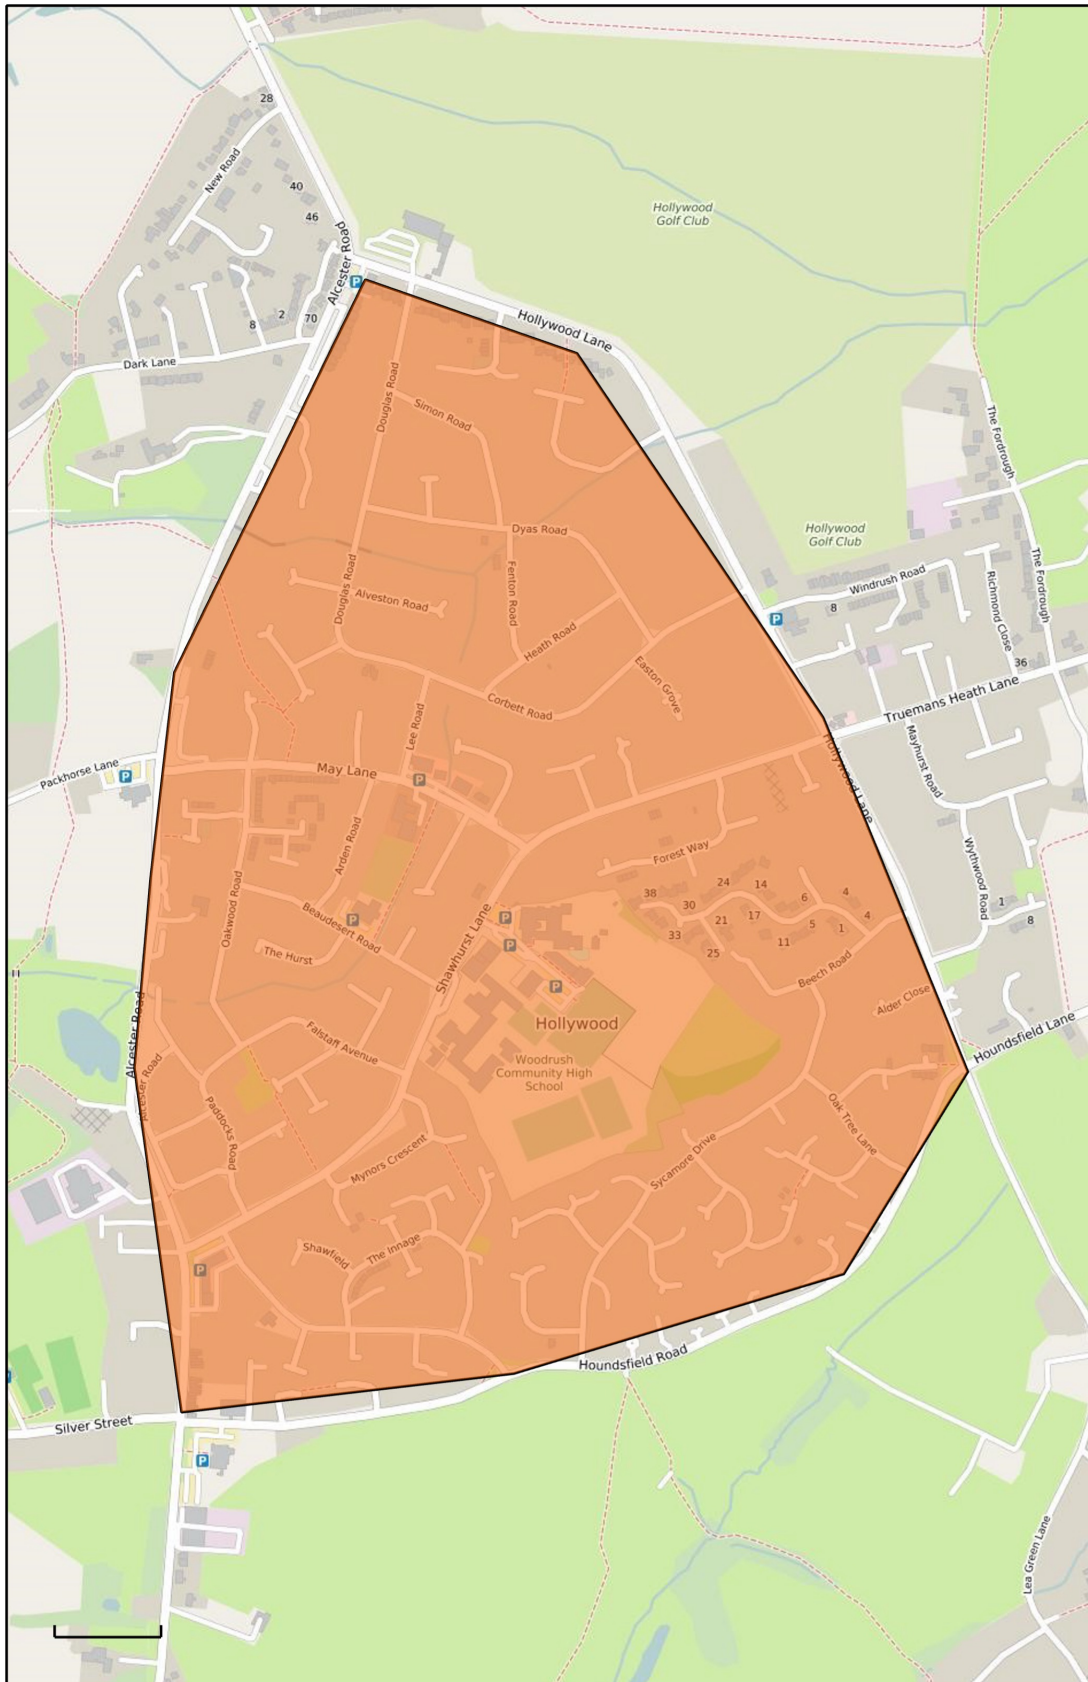 28
New Road
40
46
Alcester Road
Hollywood
Golf Club
P
70
2
8
Dark Lane
Hollywood Lane
Douglas Road
Simon Road
The Fordrough
Dyas Road
Hollywood
Golf Club
Fenton Road
Douglas Road
Alveston Road
Windrush Road
8
P
Richmond Close
The Fordrough
Heath Road
Easton Grove
36
Corbett Road
Truemans Heath Lane
Lee Road
Packhorse Lane
P
May Lane
P
Hollywood Lane
Mayhurst Road
Arden Road
Forest Way
Wythwood Road
Oakwood Road
38
30
24
14
6
4
33
21
17
5
4
1
11
25
1
8
P
Beaudesert Road
P
P
The Hurst
Shawhurst Lane
P
Beech Road
Alder Close
Alcester Road
Falstaff Avenue
Hollywood
Houndsfield Lane
Alcester Road
Woodrush
Community High
School
Paddocks Road
Mynors Crescent
Sycamore Drive
Oak Tree Lane
Shawfield
The Innage
P
Houndsfield Road
Silver Street
P
Lea Green Lane